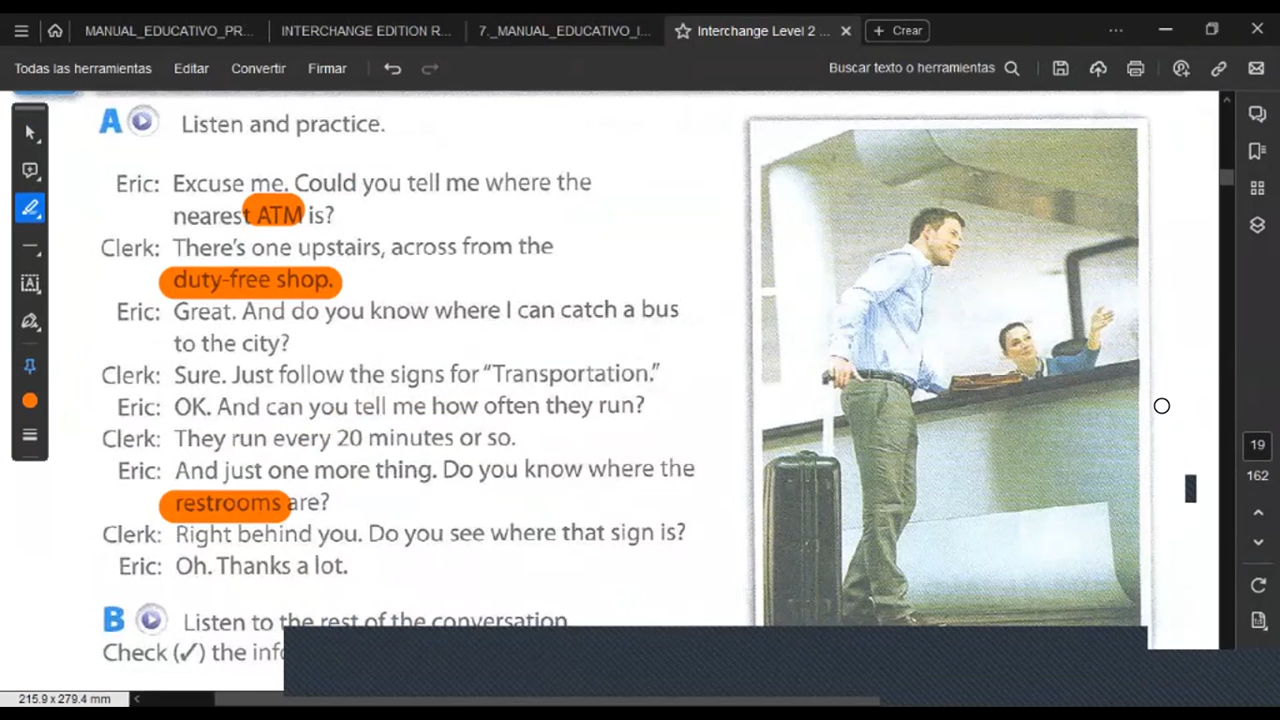 MANUAL_EDUCATIVO_PR...
INTERCHANGE EDITION R...
7._MANUAL_EDUCATIVO_I...
Interchange Level 2 ...
+ Crear
Todas las herramientas
Editar
Convertir
Firmar
Buscar texto o herramientas
A Listen and practice.
Eric: Excuse me. Could you tell me where the
nearest ATM is?
Clerk: There's one upstairs, across from the
duty-free shop.
Eric: Great. And do you know where I can catch a bus
to the city?
Clerk: Sure. Just follow the signs for “Transportation.”
Eric: OK. And can you tell me how often they run?
Clerk: They run every 20 minutes or so.
Eric: And just one more thing. Do you know where the
restrooms are?
Clerk: Right behind you. Do you see where that sign is?
Eric: Oh. Thanks a lot.
B Listen to the rest of the conversation
Check (✓) the info
19
162
215.9 x 279.4 mm